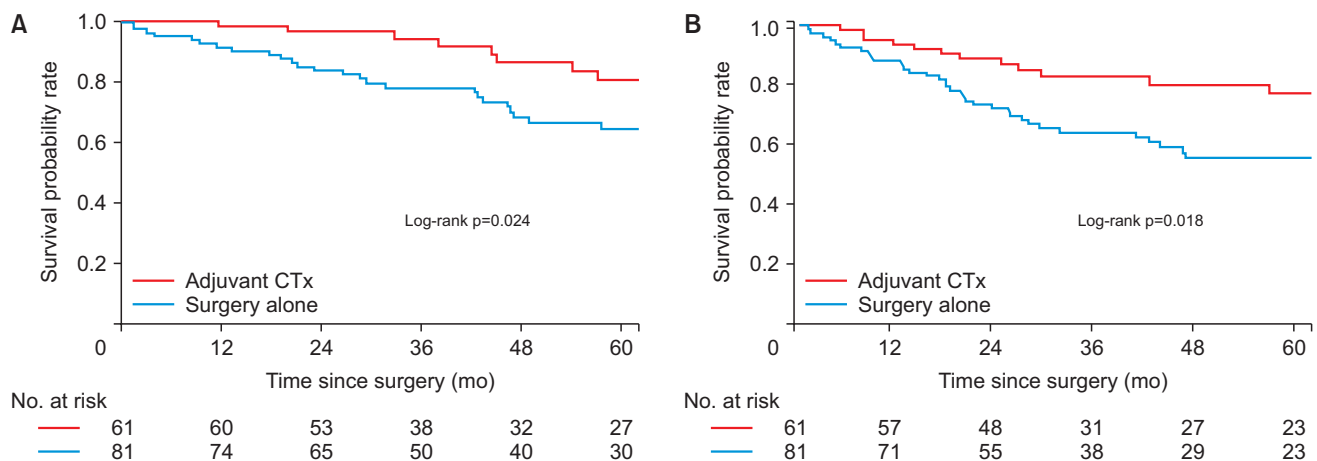 A
Survival probability rate
1.0
0.8
0.6
0.4
0.2
0
Log-rank p=0.024
Adjuvant CTx
Surgery alone
12 24 36 48 60
Time since surgery (mo)
No. at risk
61 60 53 38 32 27
81 74 65 50 40 30
B
Survival probability rate
1.0
0.8
0.6
0.4
0.2
0
Log-rank p=0.018
Adjuvant CTx
Surgery alone
12 24 36 48 60
Time since surgery (mo)
No. at risk
61 57 48 31 27 23
81 71 55 38 29 23